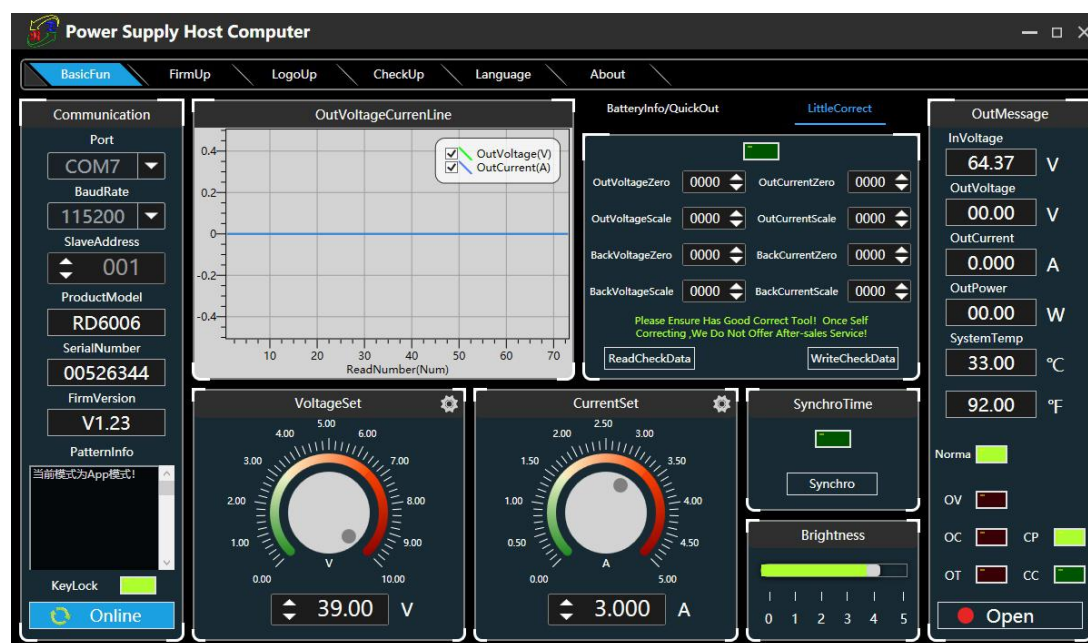 Power Supply Host Computer
BasicFun FirmUp LogoUp CheckUp Language About
Communication
Port
COM7
BaudRate
115200
SlaveAddress
001
ProductModel
RD6006
SerialNumber
00526344
FirmVersion
V1.23
PatternInfo
当前模式为App模式!
KeyLock
Online
OutVoltageCurrenLine
OutVoltage(V)
OutCurrent(A)
0.4
0.2
0
-0.2
-0.4
10 20 30 40 50 60 70
ReadNumber(Num)
BatteryInfo/QuickOut LittleCorrect
OutVoltageZero 0000 OutCurrentZero 0000
OutVoltageScale 0000 OutCurrentScale 0000
BackVoltageZero 0000 BackCurrentZero 0000
BackVoltageScale 0000 BackCurrentScale 0000
Please Ensure Has Good Correct Tool! Once Self
Correcting ,We Do Not Offer After-sales Service!
ReadCheckData WriteCheckData
VoltageSet
5.00
4.00 6.00
3.00 7.00
2.00 8.00
1.00 9.00
V
0.00 10.00
39.00 V
CurrentSet
2.50
2.00 3.00
1.50 3.50
1.00 4.00
0.50 4.50
A
0.00 5.00
3.000 A
SynchroTime
Synchro
Brightness
0 1 2 3 4 5
OutMessage
InVoltage
64.37 V
OutVoltage
00.00 V
OutCurrent
0.000 A
OutPower
00.00 W
SystemTemp
33.00 ℃
92.00 ℉
Norma
OV
OC CP
OT CC
Open